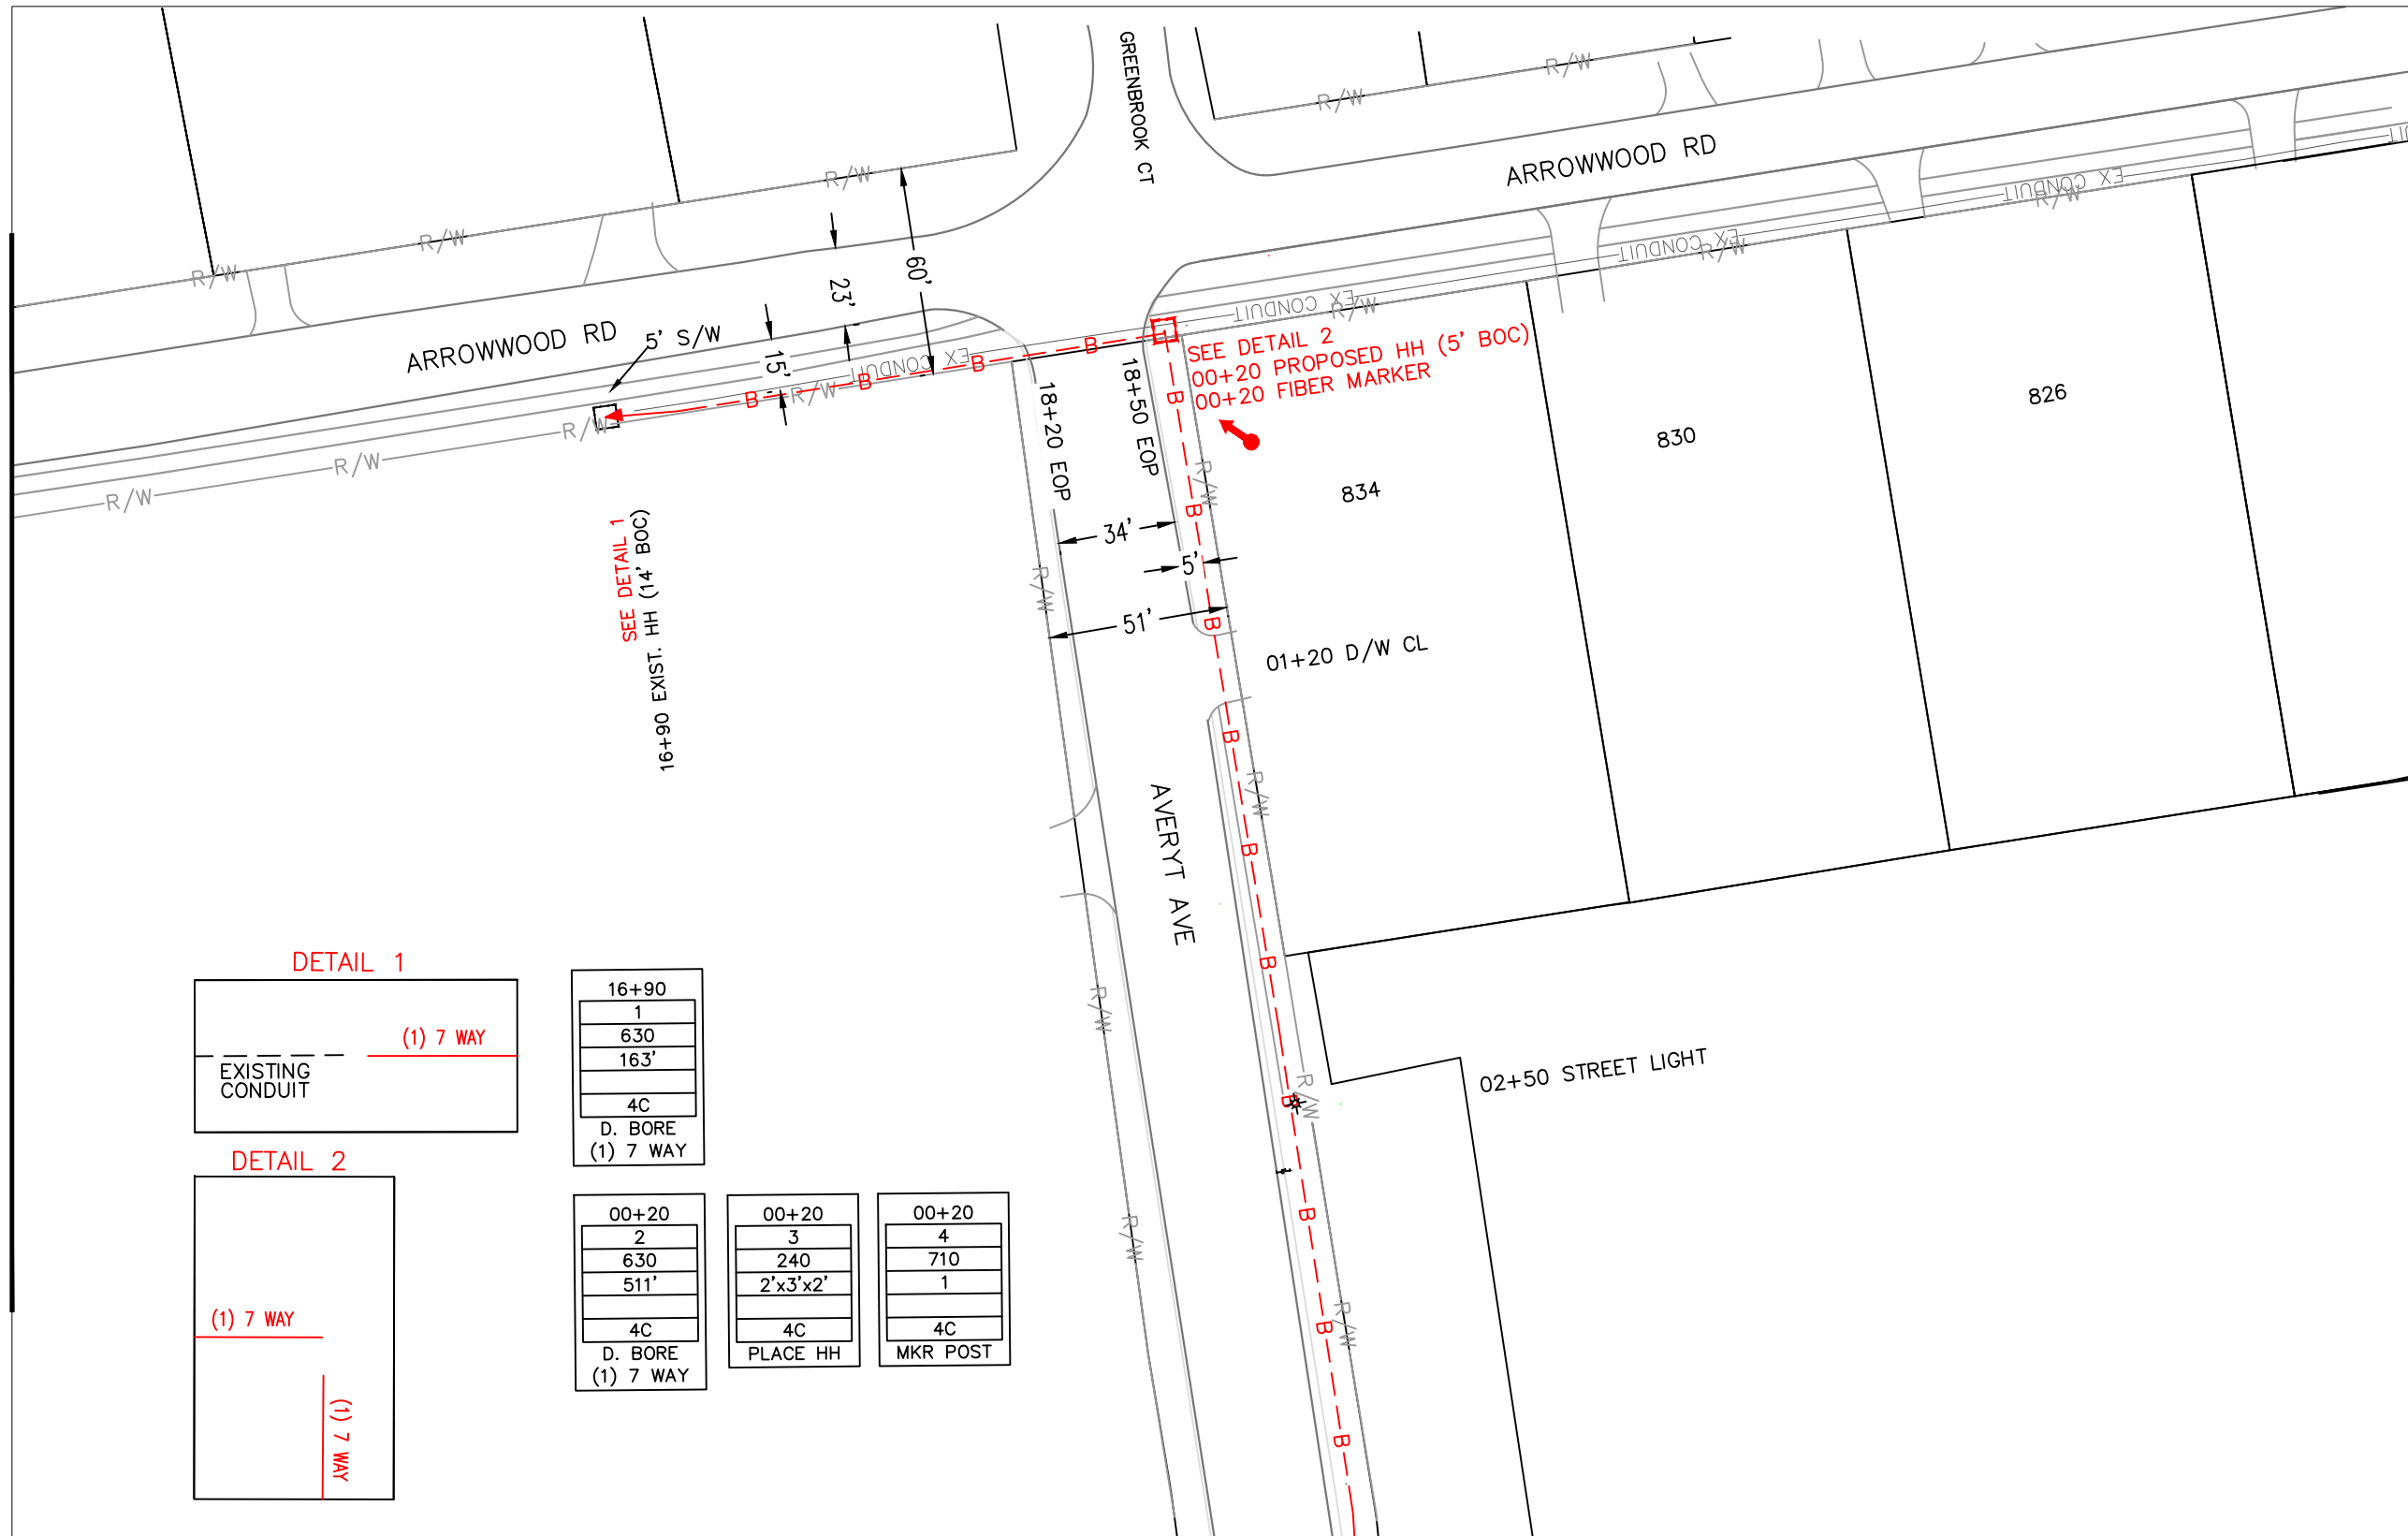 GREENBROOK CT
R/W
R/W
R/W
R/W
R/W
ARROWWOOD RD
EX CONDUIT
R/W
EX CONDUIT
R/W
EX CONDUIT
R/W
60'
23'
ARROWWOOD RD
5' S/W
15'
EX CONDUIT
B B B B
R/W
R/W
R/W
R/W
SEE DETAIL 2
00+20 PROPOSED HH (5' BOC)
00+20 FIBER MARKER
18+20 EOP
18+50 EOP
834
830
826
SEE DETAIL 1
16+90 EXIST. HH (14' BOC)
34'
5'
51'
R/W
R/W
01+20 D/W CL
B
B
B
B
B
B
B
B
B
B
R/W
AVERYT AVE
R/W
R/W
02+50 STREET LIGHT
R/W
R/W
DETAIL 1
(1) 7 WAY
EXISTING
CONDUIT
DETAIL 2
(1) 7 WAY
(1) 7 WAY
16+90
1
630
163'
4C
D. BORE
(1) 7 WAY
00+20
2
630
511'
4C
D. BORE
(1) 7 WAY
00+20
3
240
2'x3'x2'
4C
PLACE HH
00+20
4
710
1
4C
MKR POST